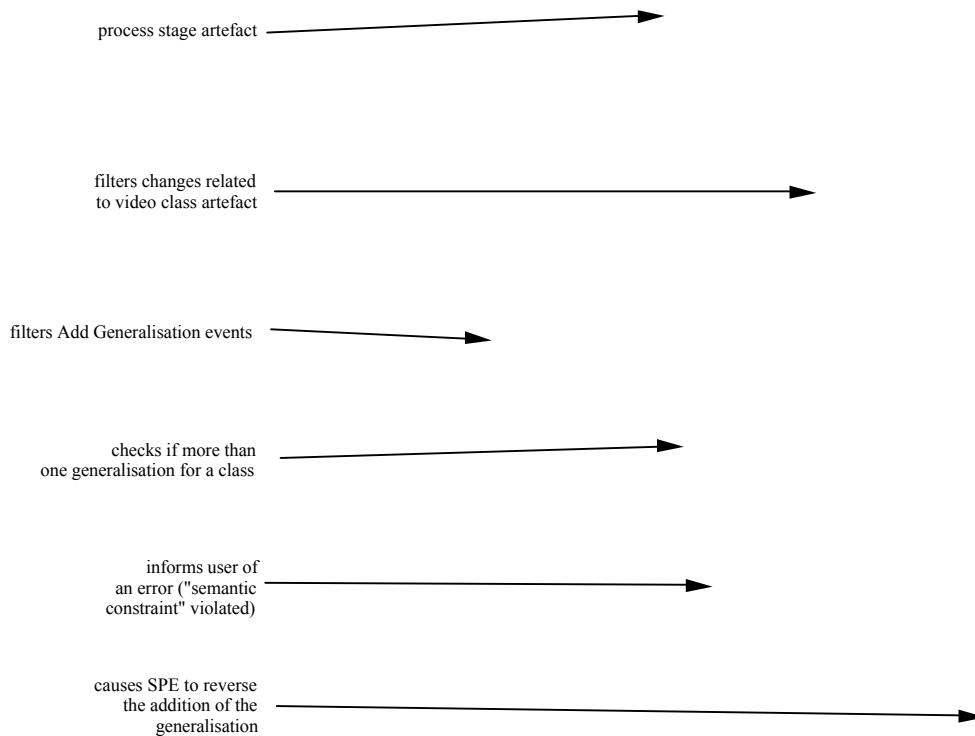 process stage artefact
filters changes related
to video class artefact
filters Add Generalisation events
checks if more than
one generalisation for a class
informs user of
an error ("semantic
constraint" violated)
causes SPE to reverse
the addition of the
generalisation